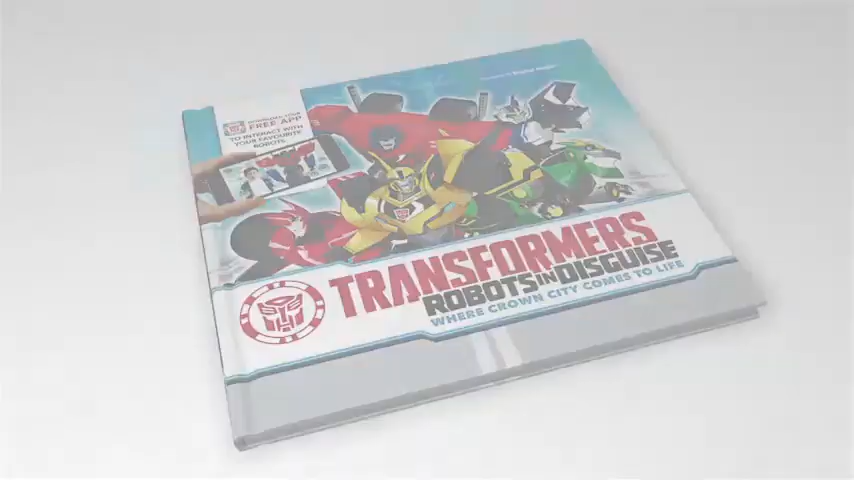 FREE APP
TO INTERACT WITH
YOUR FAVOURITE
ROBOTS
TRANSFORMERS
ROBOTS IN DISGUISE
WHERE CROWN CITY COMES TO LIFE